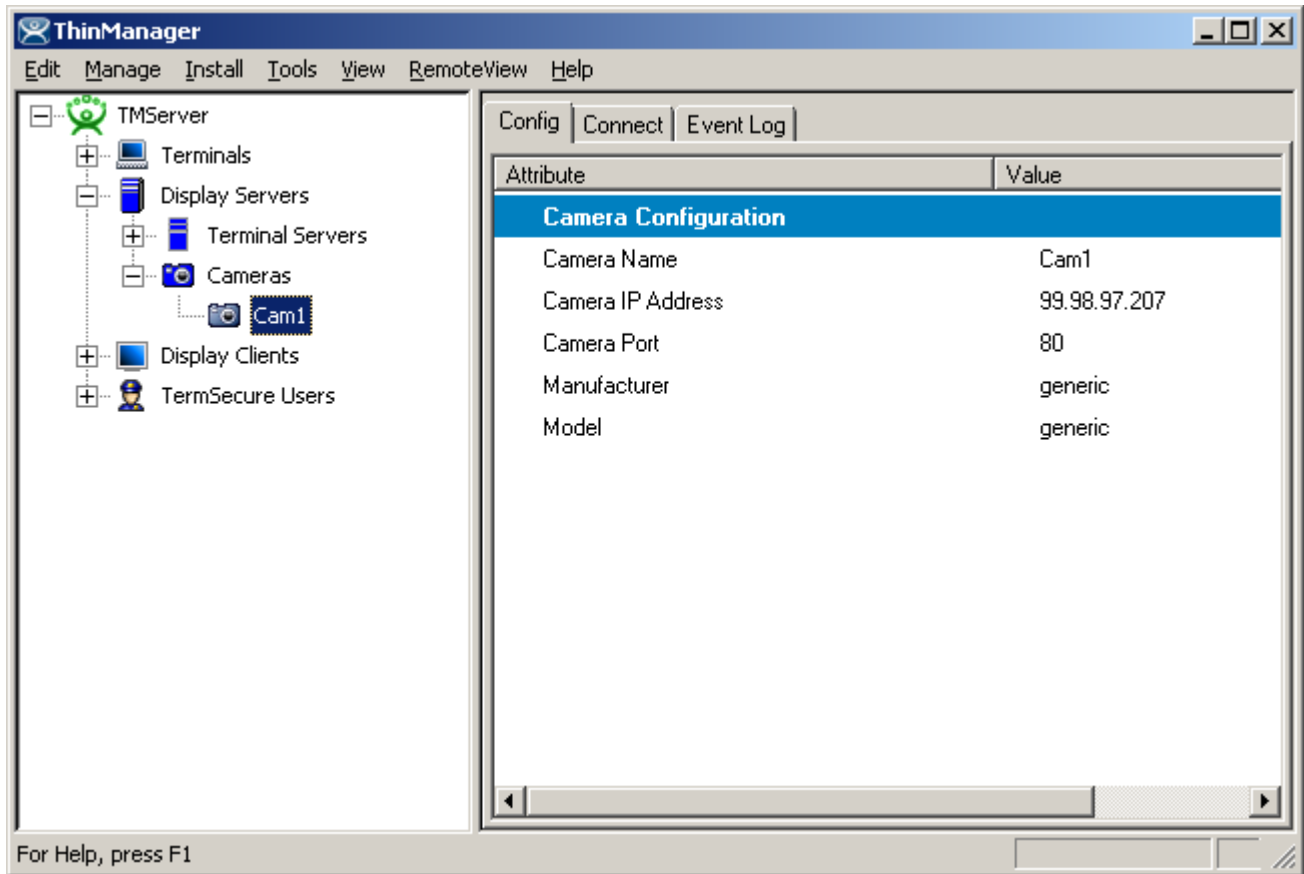 ThinManager
Edit Manage Install Tools View RemoteView Help
TMServer
Terminals
Display Servers
Terminal Servers
Cameras
Cam1
Display Clients
TermSecure Users
Config Connect Event Log
Attribute Value
Camera Configuration
Camera Name Cam1
Camera IP Address 99.98.97.207
Camera Port 80
Manufacturer generic
Model generic
For Help, press F1